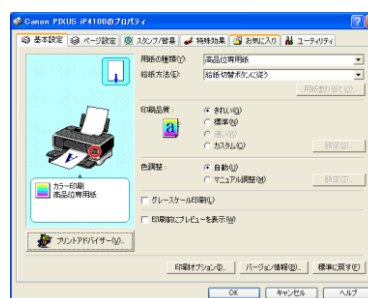 Canon PIXUS iP4100のプロパティ
基本設定 ページ設定 スタンプ/背景 特殊効果 お気に入り ユーティリティ
用紙の種類(Y): 高品位専用紙
給紙方法(E): 給紙切替ボタンに従う
用紙割り当て(G)...
印刷品質: きれい(G)
標準(N)
速い(H)
カスタム(C) 設定(S)...
色調整: 自動(U)
マニュアル調整(M) 設定(I)...
カラー印刷
高品位専用紙
グレースケール印刷(L)
印刷前にプレビューを表示(W)
プリントアドバイザー(V)...
印刷オプション(D)... バージョン情報(B)... 標準に戻す(F)
OK キャンセル ヘルプ